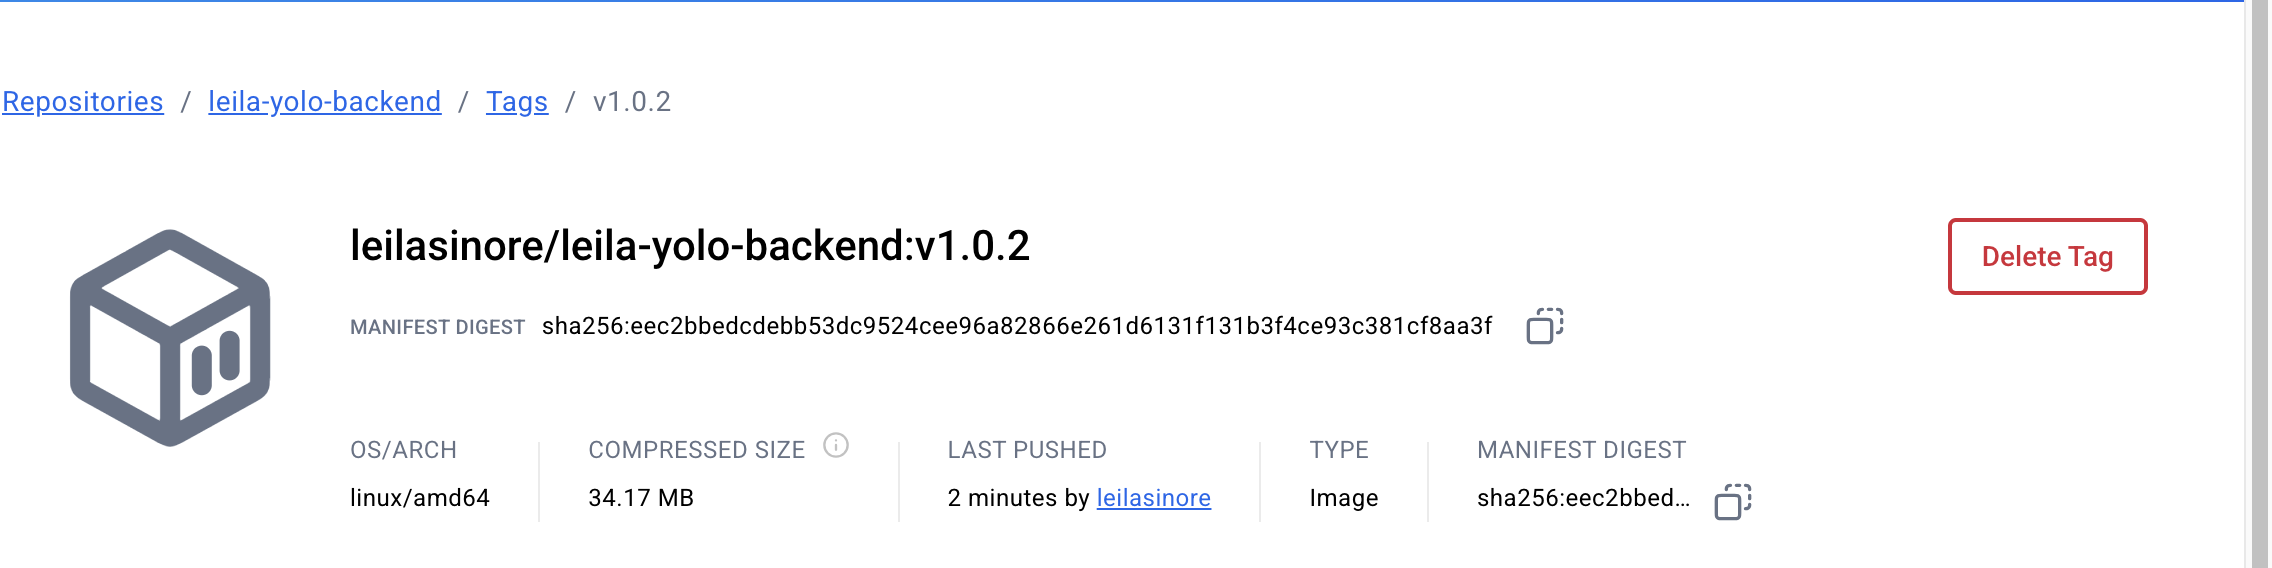 Repositories / leila-yolo-backend / Tags / v1.0.2
leilasinore/leila-yolo-backend:v1.0.2
Delete Tag
MANIFEST DIGEST sha256:eec2bbedcdebb53dc9524cee96a82866e261d6131f131b3f4ce93c381cf8aa3f
OS/ARCH COMPRESSED SIZE LAST PUSHED TYPE MANIFEST DIGEST
linux/amd64 34.17 MB 2 minutes by leilasinore Image sha256:eec2bbed...